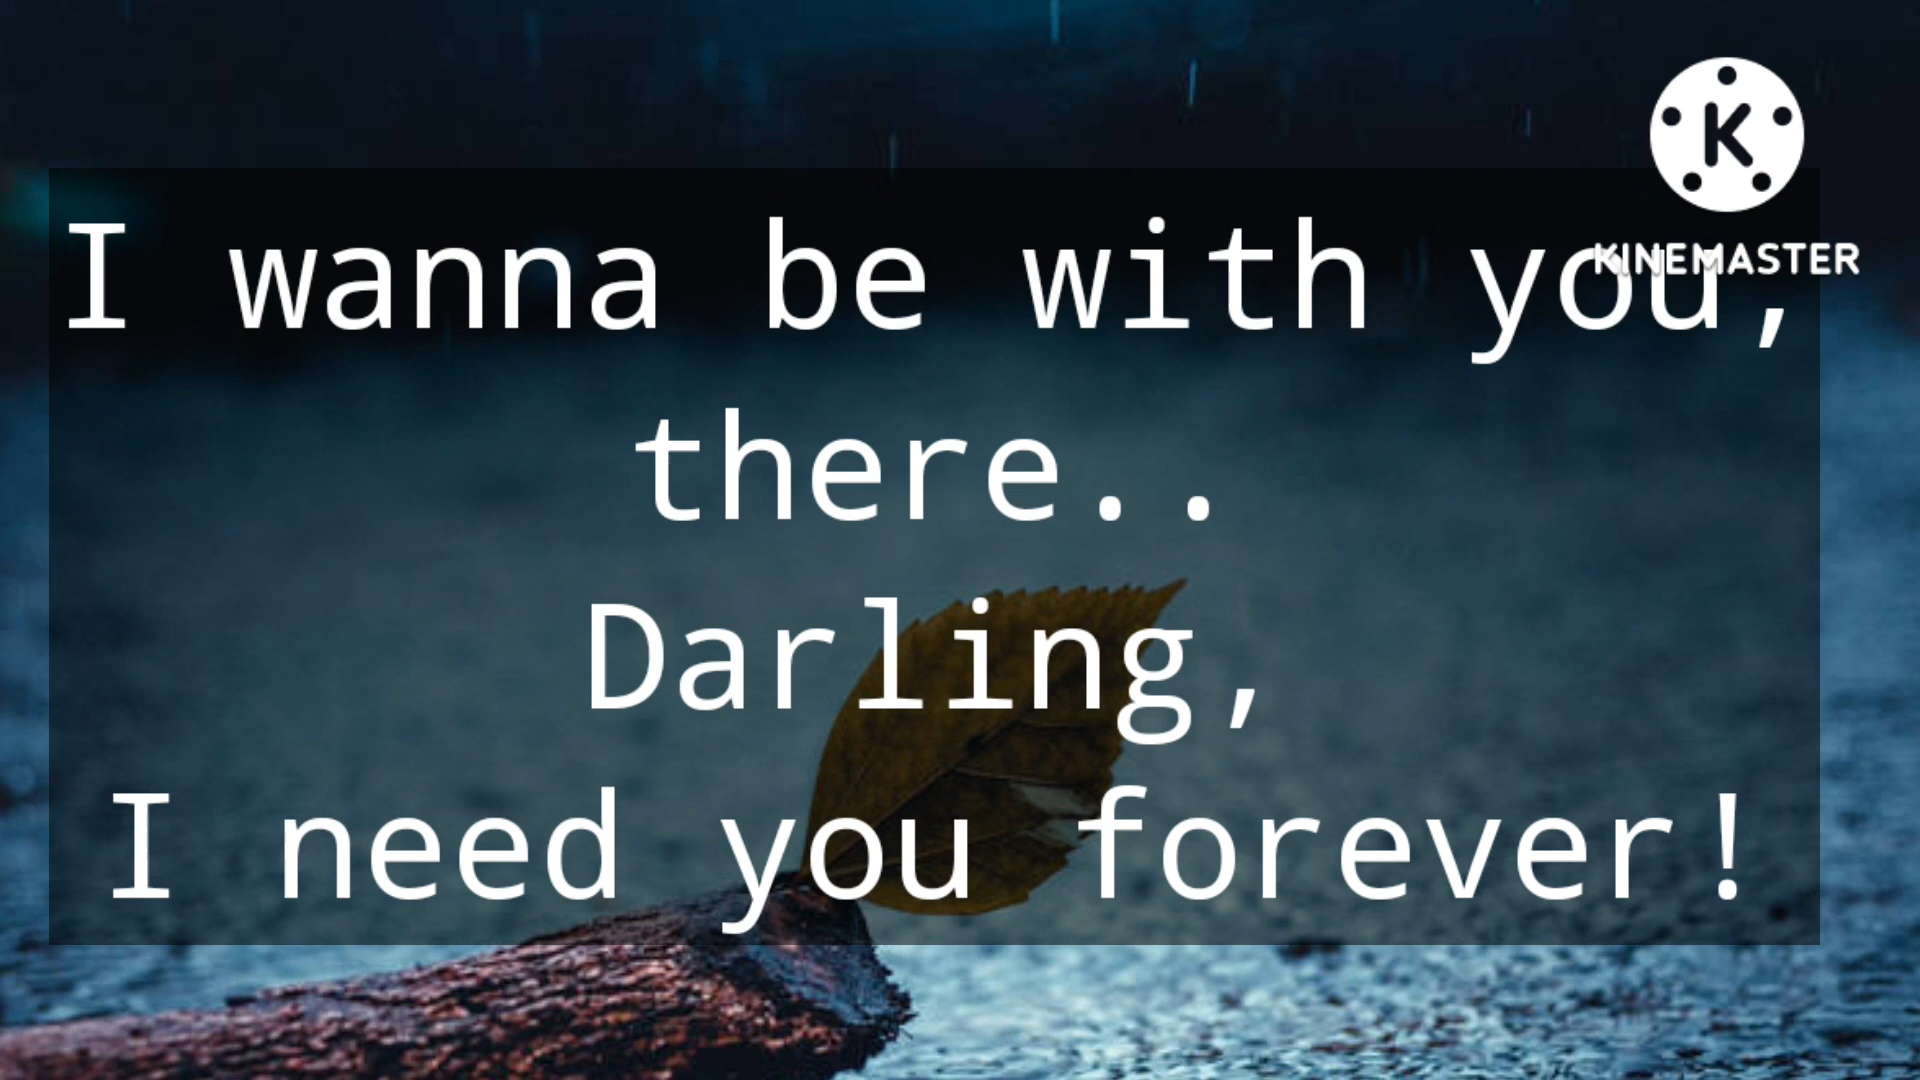 K
KINEMASTER
I wanna be with you,
there..
Darling,
I need you forever!